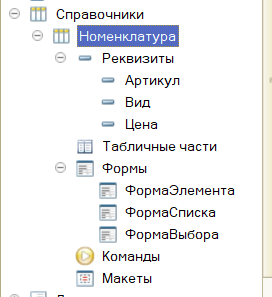 Справочники
Номенклатура
Реквизиты
Артикул
Вид
Цена
Табличные части
Формы
ФормаЭлемента
ФормаСписка
ФормаВыбора
Команды
Макеты